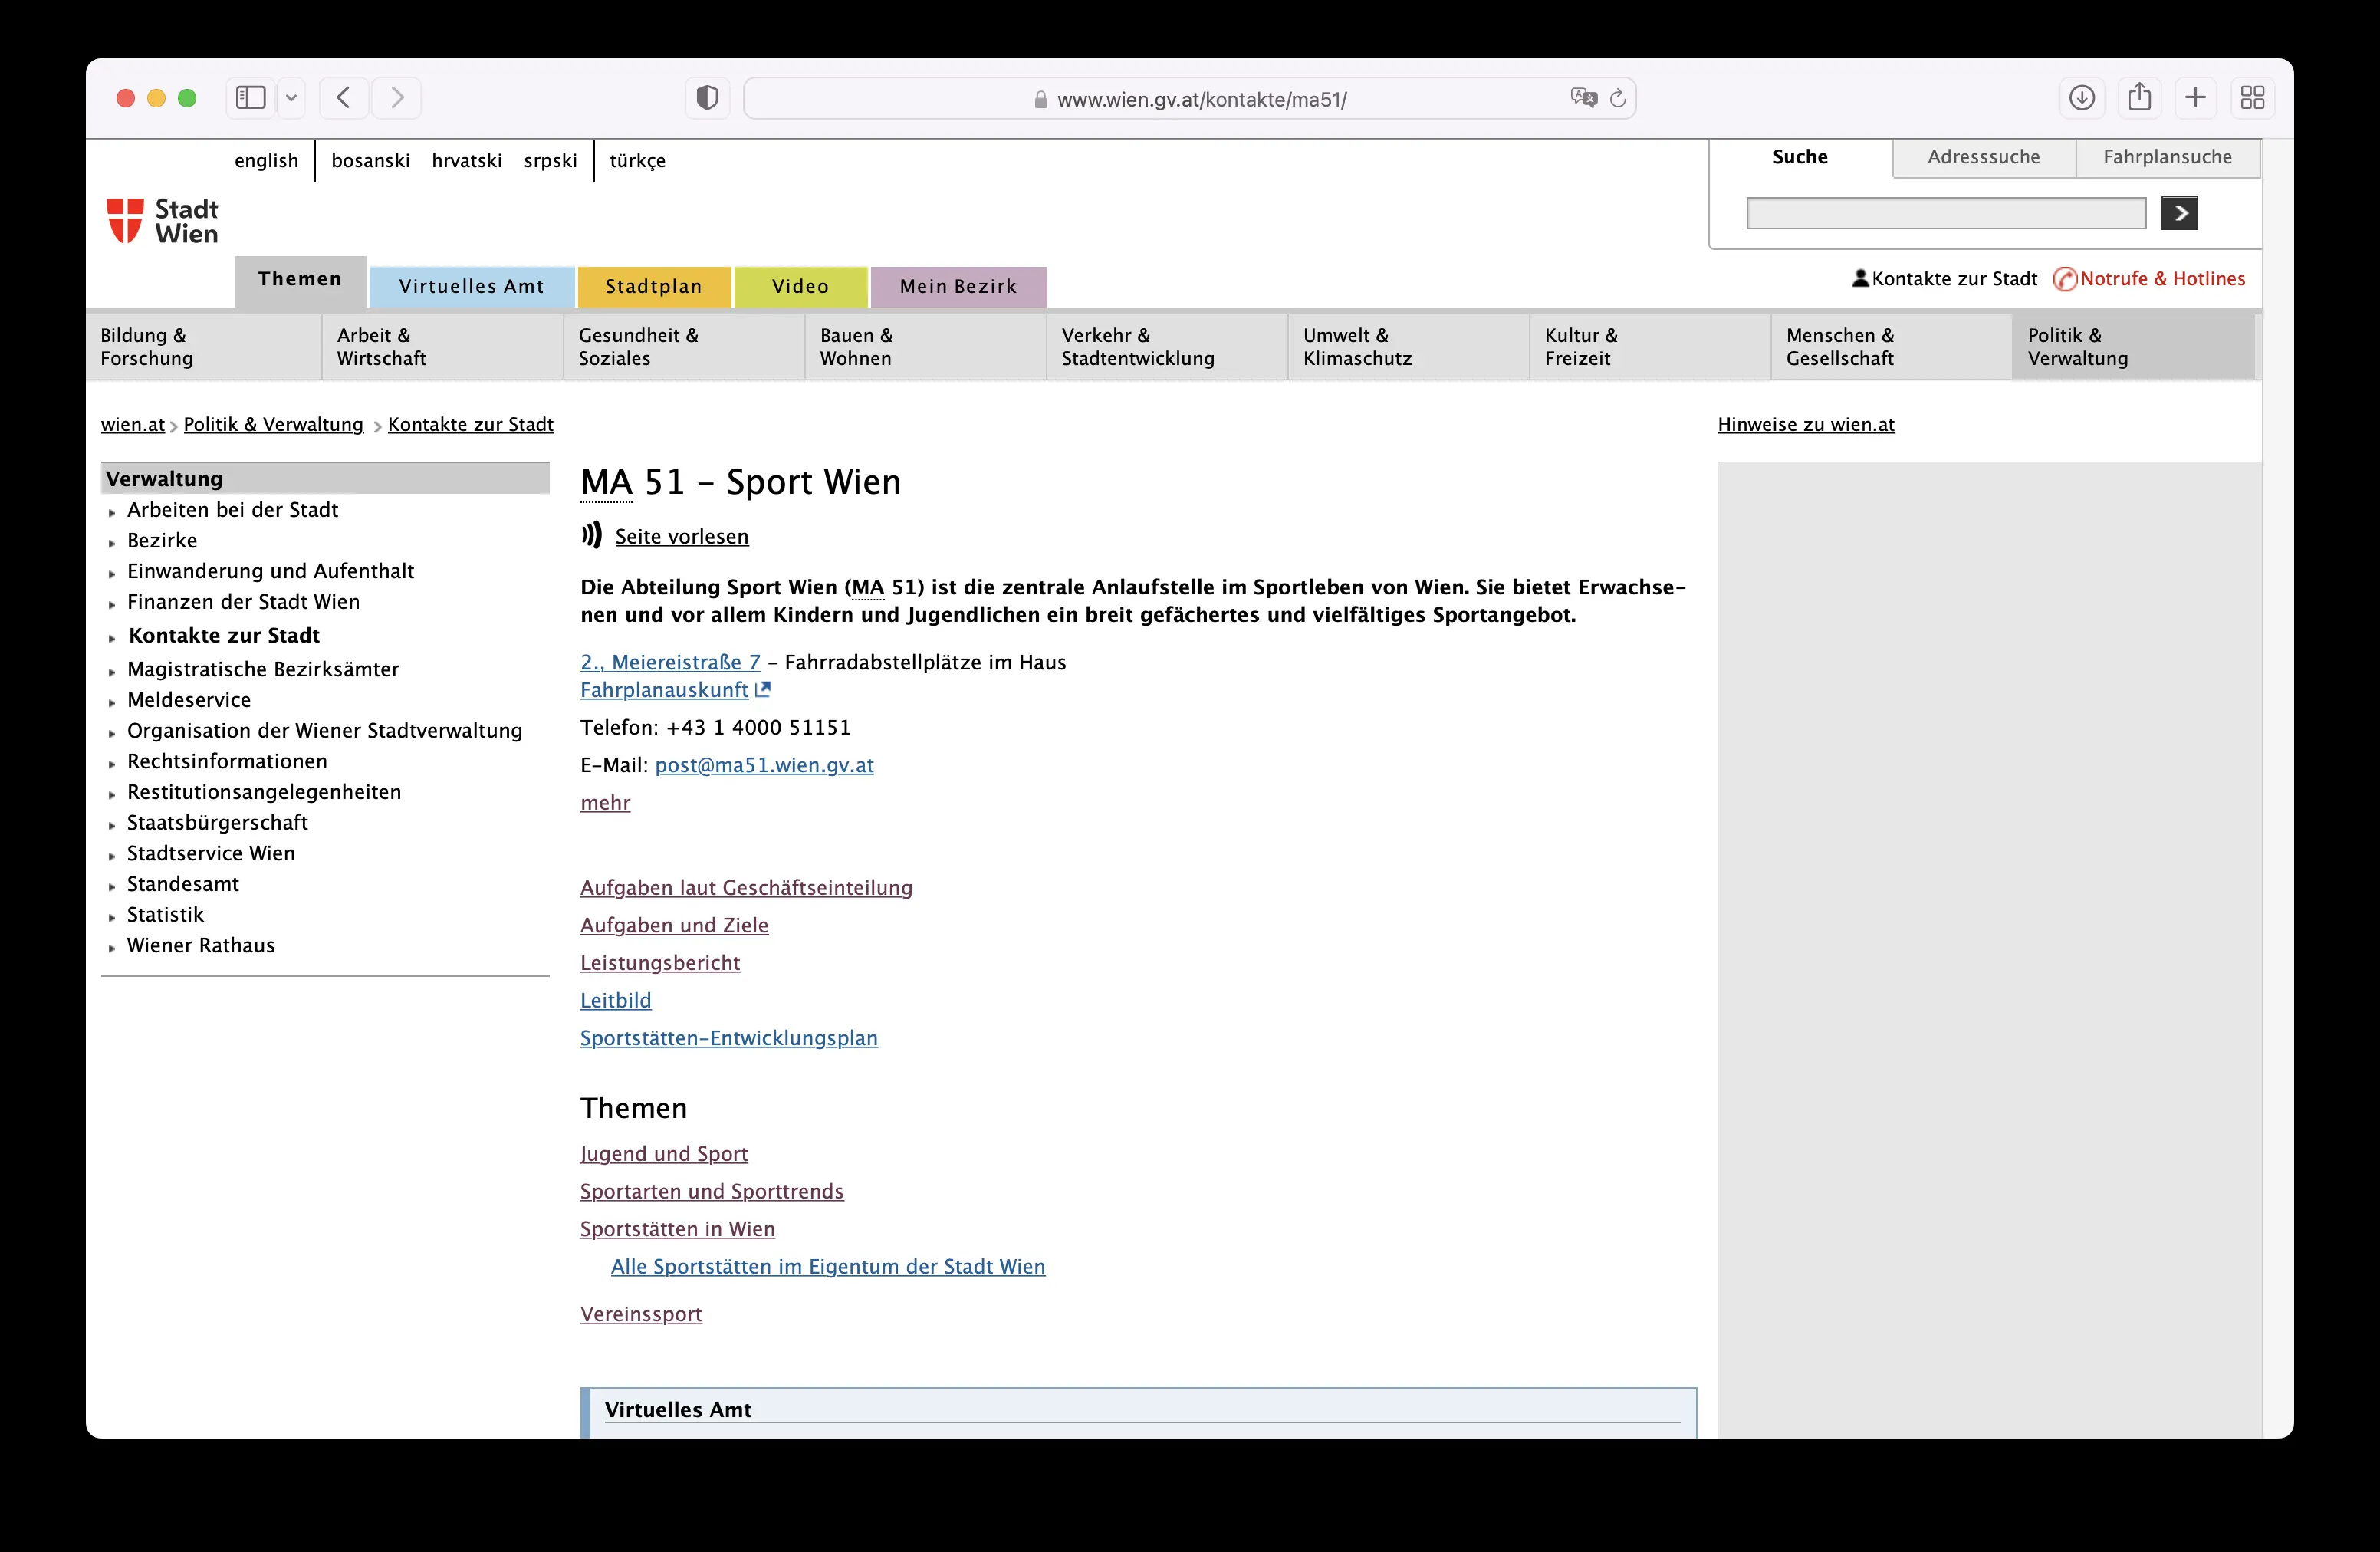 www.wien.gv.at/kontakte/ma51/
english bosanski hrvatski srpski türkçe
Suche Adresssuche Fahrplansuche
Stadt
Wien
Themen Virtuelles Amt Stadtplan Video Mein Bezirk
Kontakte zur Stadt Notrufe & Hotlines
Bildung &
Forschung
Arbeit &
Wirtschaft
Gesundheit &
Soziales
Bauen &
Wohnen
Verkehr &
Stadtentwicklung
Umwelt &
Klimaschutz
Kultur &
Freizeit
Menschen &
Gesellschaft
Politik &
Verwaltung
wien.at > Politik & Verwaltung > Kontakte zur Stadt
Hinweise zu wien.at
Verwaltung
Arbeiten bei der Stadt
Bezirke
Einwanderung und Aufenthalt
Finanzen der Stadt Wien
Kontakte zur Stadt
Magistratische Bezirksämter
Meldeservice
Organisation der Wiener Stadtverwaltung
Rechtsinformationen
Restitutionsangelegenheiten
Staatsbürgerschaft
Stadtservice Wien
Standesamt
Statistik
Wiener Rathaus
MA 51 – Sport Wien
Seite vorlesen
Die Abteilung Sport Wien (MA 51) ist die zentrale Anlaufstelle im Sportleben von Wien. Sie bietet Erwachse-
nen und vor allem Kindern und Jugendlichen ein breit gefächertes und vielfältiges Sportangebot.
2., Meiereistraße 7 – Fahrradabstellplätze im Haus
Fahrplanauskunft
Telefon: +43 1 4000 51151
E-Mail: post@ma51.wien.gv.at
mehr
Aufgaben laut Geschäftseinteilung
Aufgaben und Ziele
Leistungsbericht
Leitbild
Sportstätten-Entwicklungsplan
Themen
Jugend und Sport
Sportarten und Sporttrends
Sportstätten in Wien
Alle Sportstätten im Eigentum der Stadt Wien
Vereinssport
Virtuelles Amt